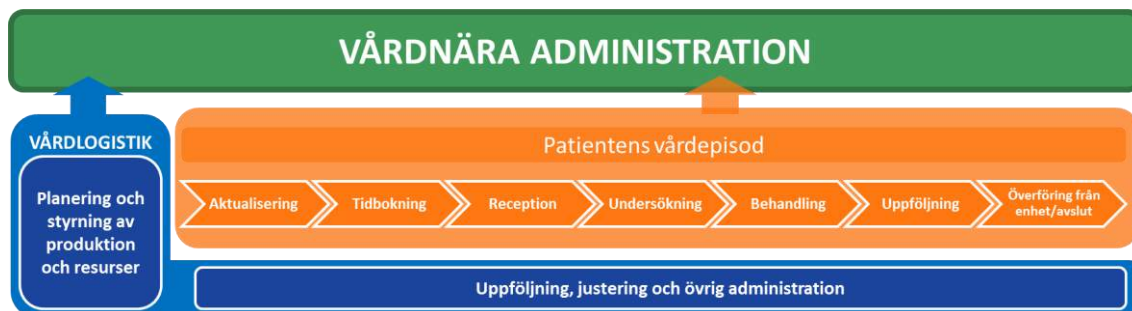 VÅRDNÄRA ADMINISTRATION
VÅRDLOGISTIK
Planering och
styrning av
produktion
och resurser
Patientens vårdepisod
Aktualisering
Tidbokning
Reception
Undersökning
Behandling
Uppföljning
Överföring från
enhet/avslut
Uppföljning, justering och övrig administration